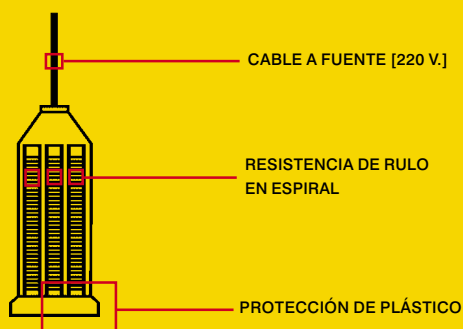 CABLE A FUENTE [220 V.]
RESISTENCIA DE RULO
EN ESPIRAL
PROTECCIÓN DE PLÁSTICO